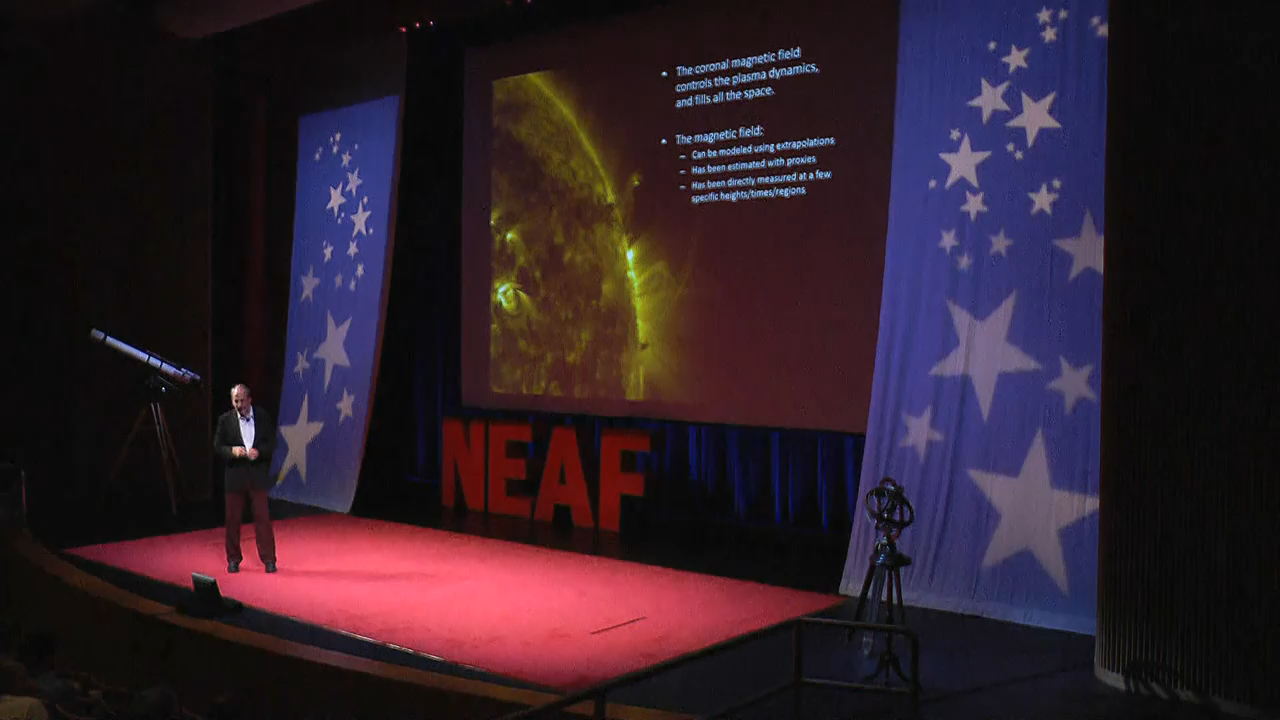 • The coronal magnetic field
controls the plasma dynamics,
and fills all the space.
• The magnetic field:
– Can be modeled using extrapolations
– Has been estimated with proxies
– Has been directly measured at a few
specific heights/times/regions
NEAF